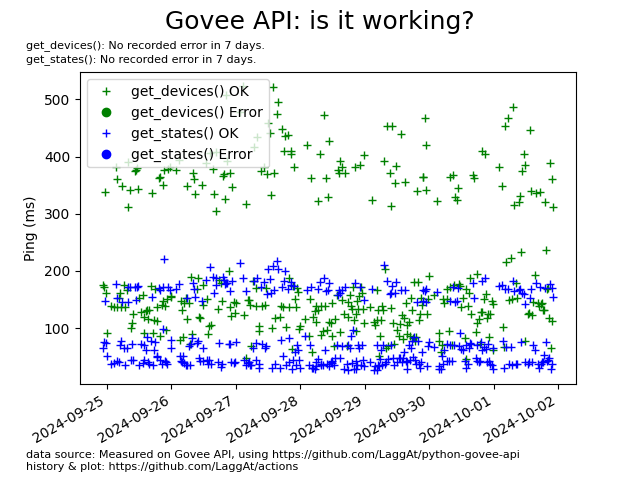 Govee API: is it working?
get_devices(): No recorded error in 7 days.
get_states(): No recorded error in 7 days.
get_devices() OK
get_devices() Error
get_states() OK
get_states() Error
Ping (ms)
500
400
300
200
100
2024-09-25
2024-09-26
2024-09-27
2024-09-28
2024-09-29
2024-09-30
2024-10-01
2024-10-02
data source: Measured on Govee API, using https://github.com/LaggAt/python-govee-api
history & plot: https://github.com/LaggAt/actions